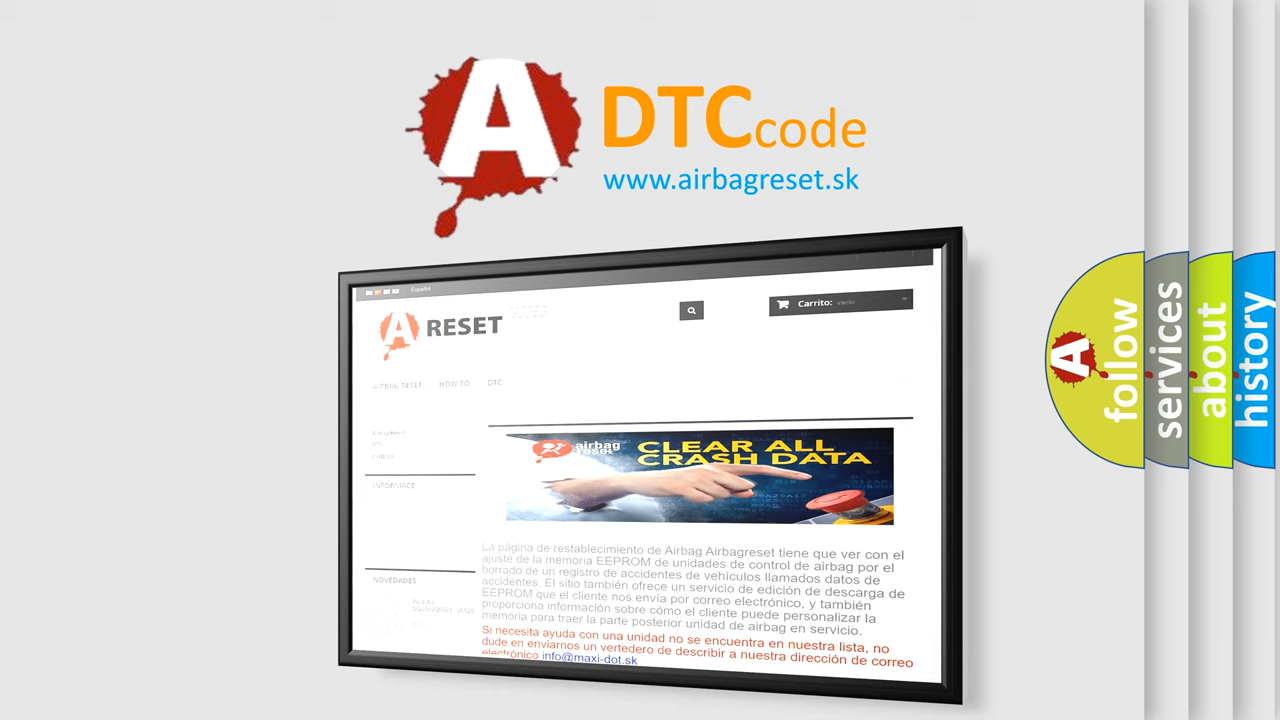 A DTCcode
www.airbagreset.sk
Español
A RESET
Carrito: vacío
AIRBAG RESET HOW TO DTC
INFORMACE
NOVEDADES
airbag
reset
CLEAR ALL
CRASH DATA
La página de restablecimiento de Airbag Airbagreset tiene que ver con el
ajuste de la memoria EEPROM de unidades de control de airbag por el
borrado de un registro de accidentes de vehículos llamados datos de
accidentes. El sitio también ofrece un servicio de edición de descarga de
EEPROM que el cliente nos envía por correo electrónico, y también
proporciona información sobre cómo el cliente puede personalizar la
memoria para traer la parte posterior unidad de airbag en servicio.
Si necesita ayuda con una unidad no se encuentra en nuestra lista, no
dude en enviarnos un vertedero de describir a nuestra dirección de correo
electrónico info@maxi-dot.sk
A
follow
services
about
history